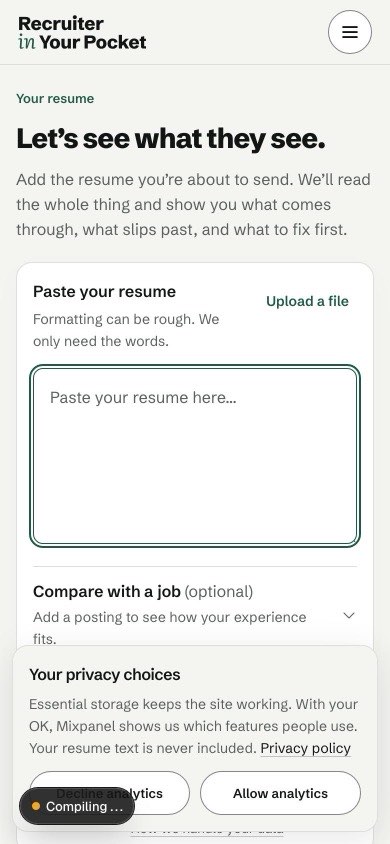 Recruiter
in Your Pocket
Your resume
Let’s see what they see.
Add the resume you’re about to send. We’ll read
the whole thing and show you what comes
through, what slips past, and what to fix first.
Paste your resume
Upload a file
Formatting can be rough. We
only need the words.
Paste your resume here...
Compare with a job (optional)
Add a posting to see how your experience
fits.
Your privacy choices
Essential storage keeps the site working. With your
OK, Mixpanel shows us which features people use.
Your resume text is never included. Privacy policy
Decline analytics
Allow analytics
Compiling ...
How we handle your data